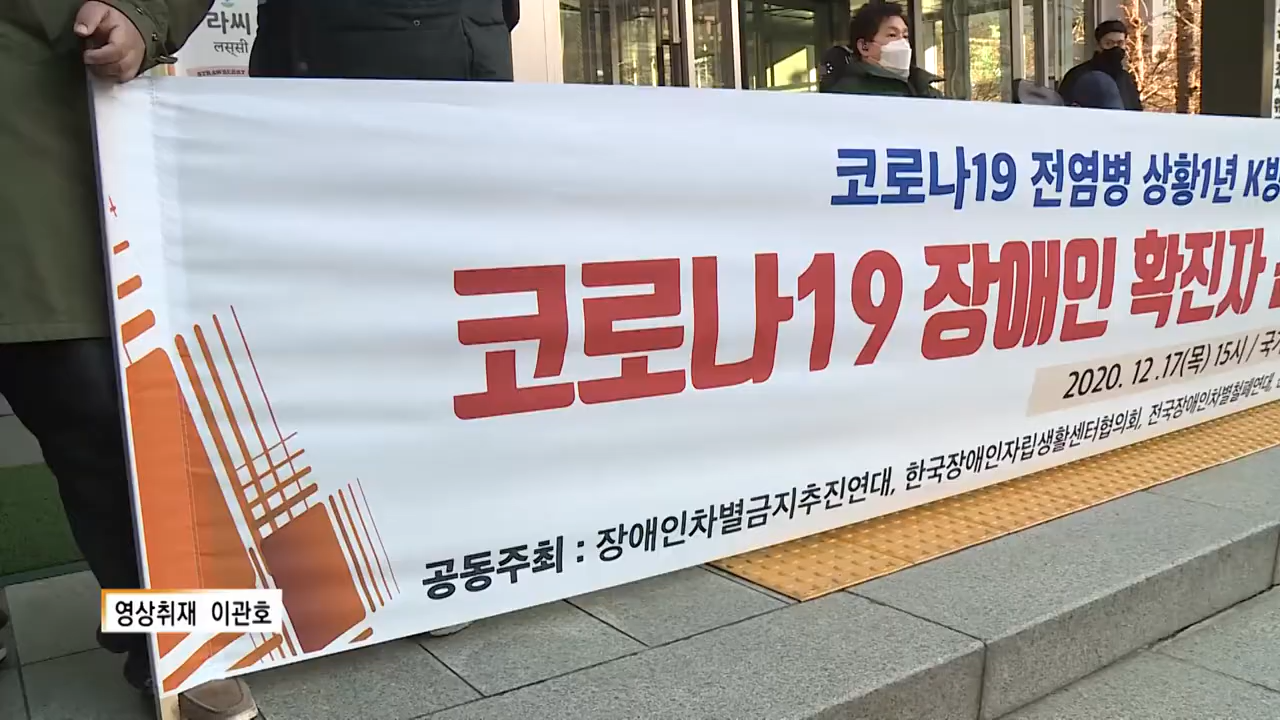 라씨
लस्सी
STRAWBERRY
코로나19 전염병 상황1년 K방
코로나19 장애인 확진자
2020. 12 .17(목) 15시 / 국가
공동주최 : 장애인차별금지추진연대, 한국장애인자립생활센터협의회, 전국장애인차별철폐연대,
영상취재 이관호